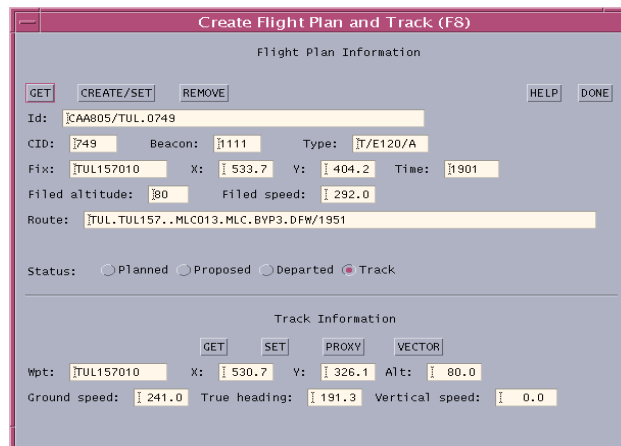 Create Flight Plan and Track (F8)
Flight Plan Information
GET CREATE/SET REMOVE HELP DONE
Id: CAA805/TUL.0749
CID: 749 Beacon: 1111 Type: T/E120/A
Fix: TUL157010 X: 533.7 Y: 404.2 Time: 1901
Filed altitude: 80 Filed speed: 292.0
Route: TUL.TUL157..MLC013.MLC.BYP3.DFW/1951
Status: Planned Proposed Departed Track
Track Information
GET SET PROXY VECTOR
Wpt: TUL157010 X: 530.7 Y: 326.1 Alt: 80.0
Ground speed: 241.0 True heading: 191.3 Vertical speed: 0.0